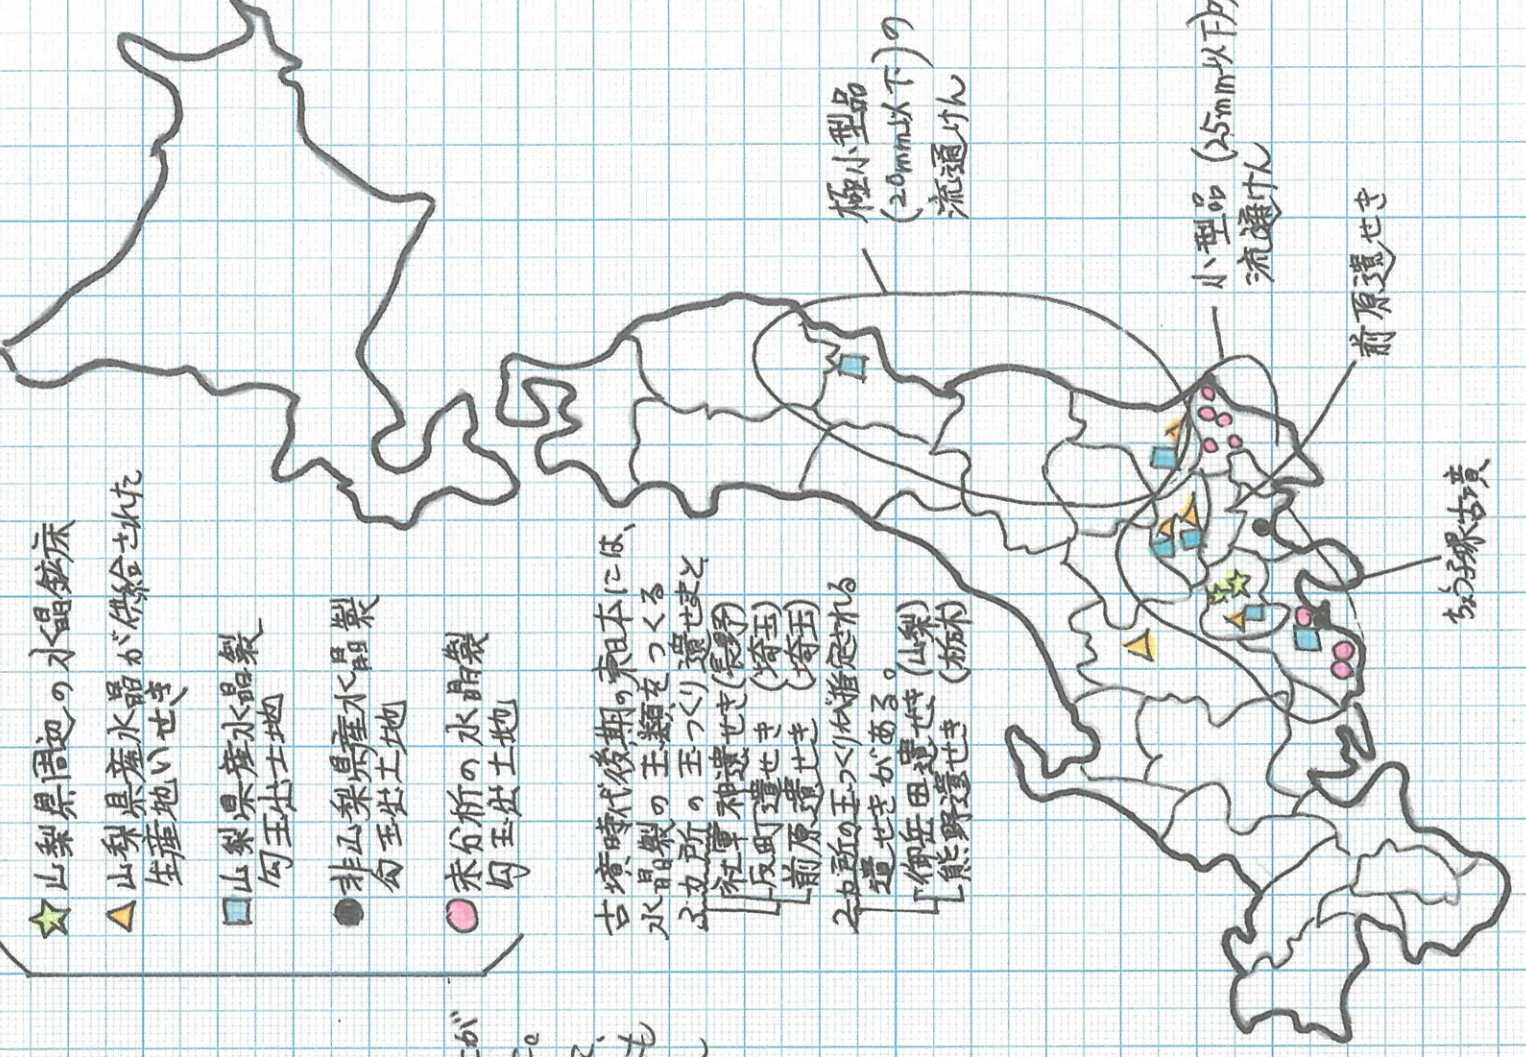 山梨県周辺の水晶鉱床
山梨県産水晶が供給された
生産地いせき
山梨県産水晶製
勾玉出土地
非山梨県産水晶製
勾玉出土地
未分析の水晶製
勾玉出土地
古墳時代後期の東日本には、
水晶製の玉類をつくる
3カ所の玉つくり遺せきと
社軍神遺せき(長野)
反町遺せき (埼玉)
前原遺せき (埼玉)
2カ所の玉つくりが推定される
遺せきがある。
御岳田遺せき (山梨)
熊野遺せき (栃木)
極小型品
(20mm以下)の
流通けん
小型品 (25mm以下)の
流通けん
前原遺せき
ちょうし塚古墳